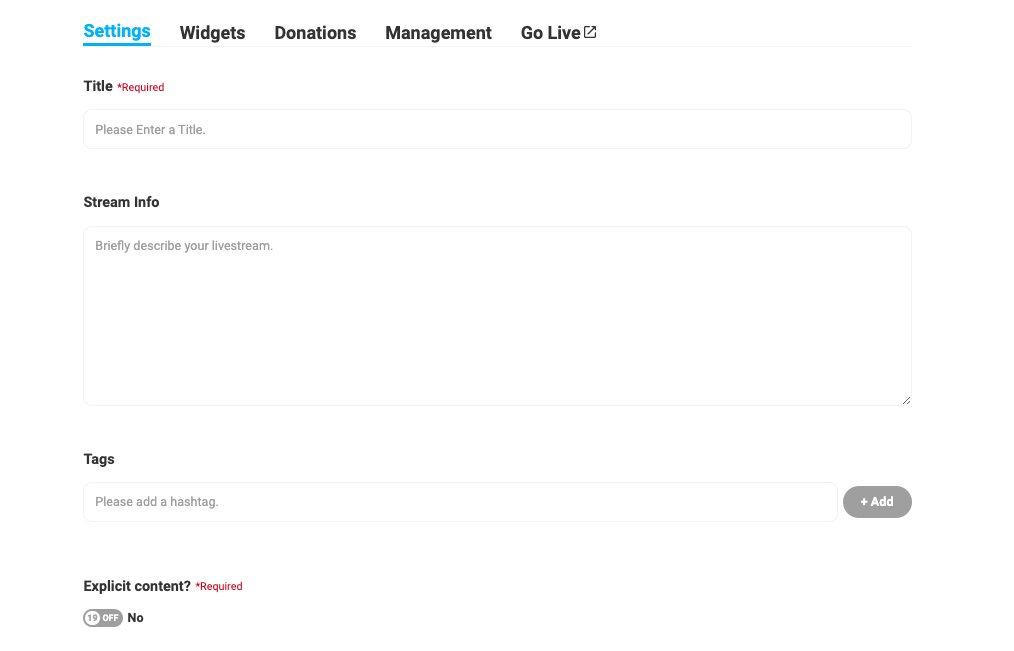 Settings Widgets Donations Management Go Live
Title *Required
Please Enter a Title.
Stream Info
Briefly describe your livestream.
Tags
Please add a hashtag.
+ Add
Explicit content? *Required
19 OFF No